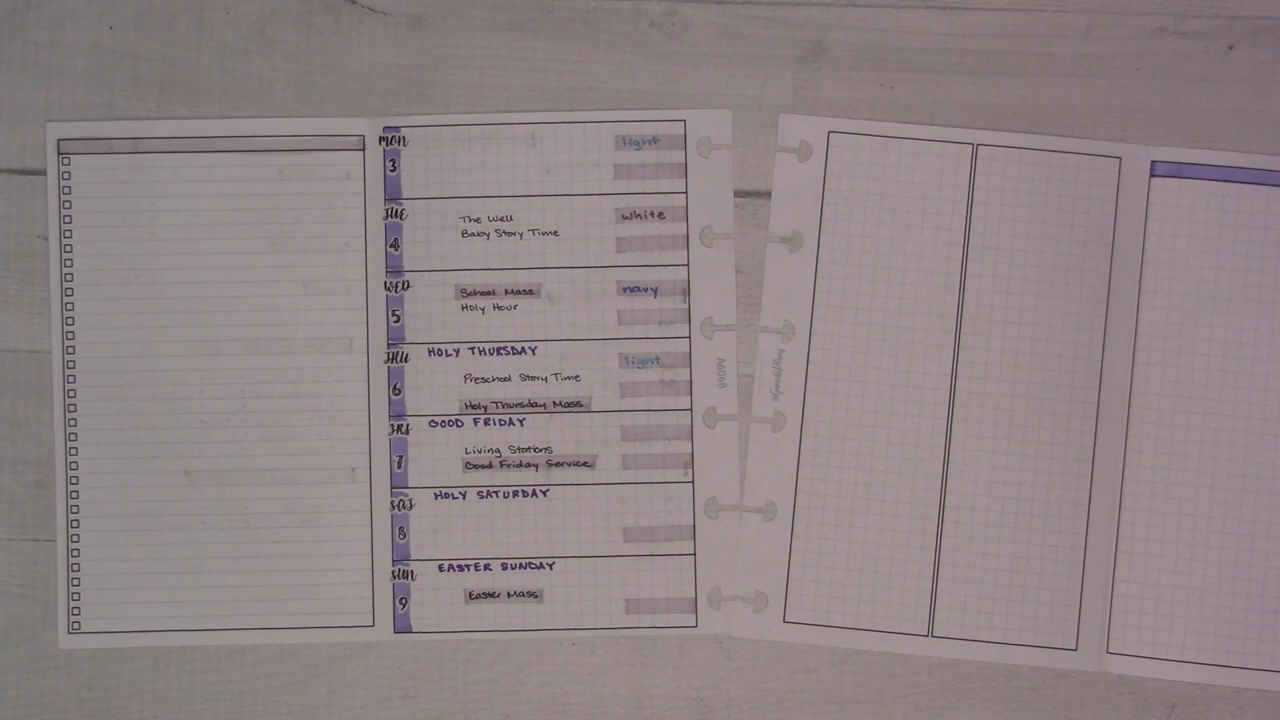 mon
light
3
TUE
The Well
white
Baby Story Time
4
WED
School Mass
navy
Holy Hour
5
THU
HOLY THURSDAY
light
Preschool Story Time
6
Holy Thursday Mass
FRI
GOOD FRIDAY
Living Stations
7
Good Friday Service
SAT
HOLY SATURDAY
8
SUN
EASTER SUNDAY
Easter Mass
9